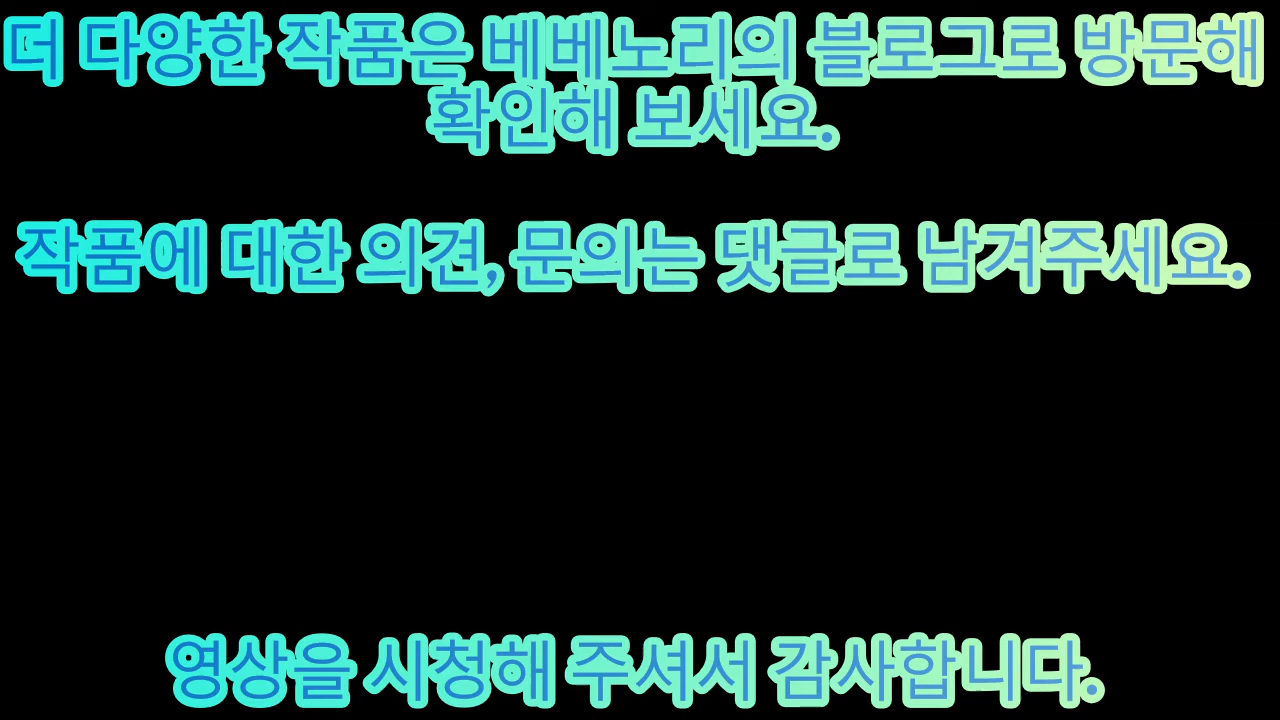 더 다양한 작품은 베베노리의 블로그로 방문해
확인해 보세요.
작품에 대한 의견, 문의는 댓글로 남겨주세요.
영상을 시청해 주셔서 감사합니다.